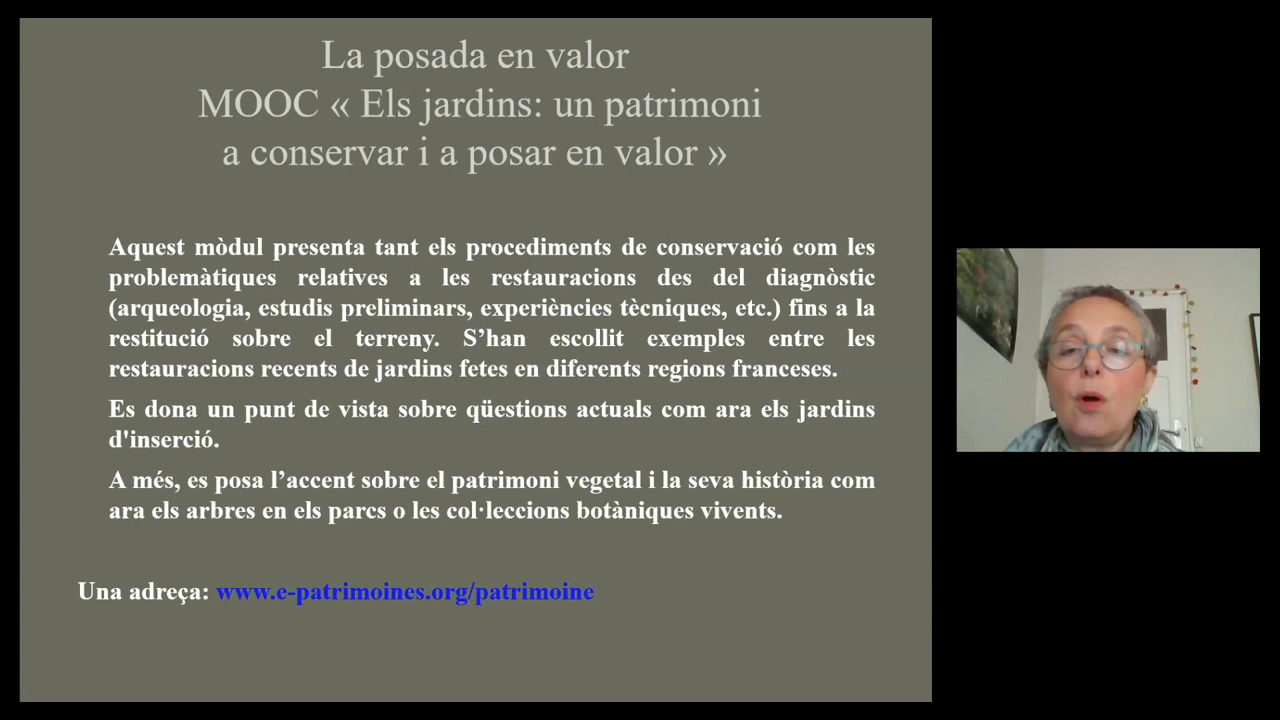 La posada en valor
MOOC « Els jardins: un patrimoni
a conservar i a posar en valor »
Aquest mòdul presenta tant els procediments de conservació com les
problemàtiques relatives a les restauracions des del diagnòstic
(arqueologia, estudis preliminars, experiències tècniques, etc.) fins a la
restitució sobre el terreny. S’han escollit exemples entre les
restauracions recents de jardins fetes en diferents regions franceses.
Es dona un punt de vista sobre qüestions actuals com ara els jardins
d'inserció.
A més, es posa l’accent sobre el patrimoni vegetal i la seva història com
ara els arbres en els parcs o les col·leccions botàniques vivents.
Una adreça: www.e-patrimoines.org/patrimoine